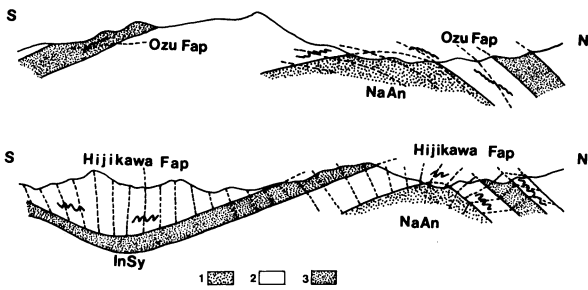 S
N
Ozu Fap
Ozu Fap
NaAn
S
N
Hijikawa Fap
Hijikawa Fap
NaAn
InSy
1 2 3